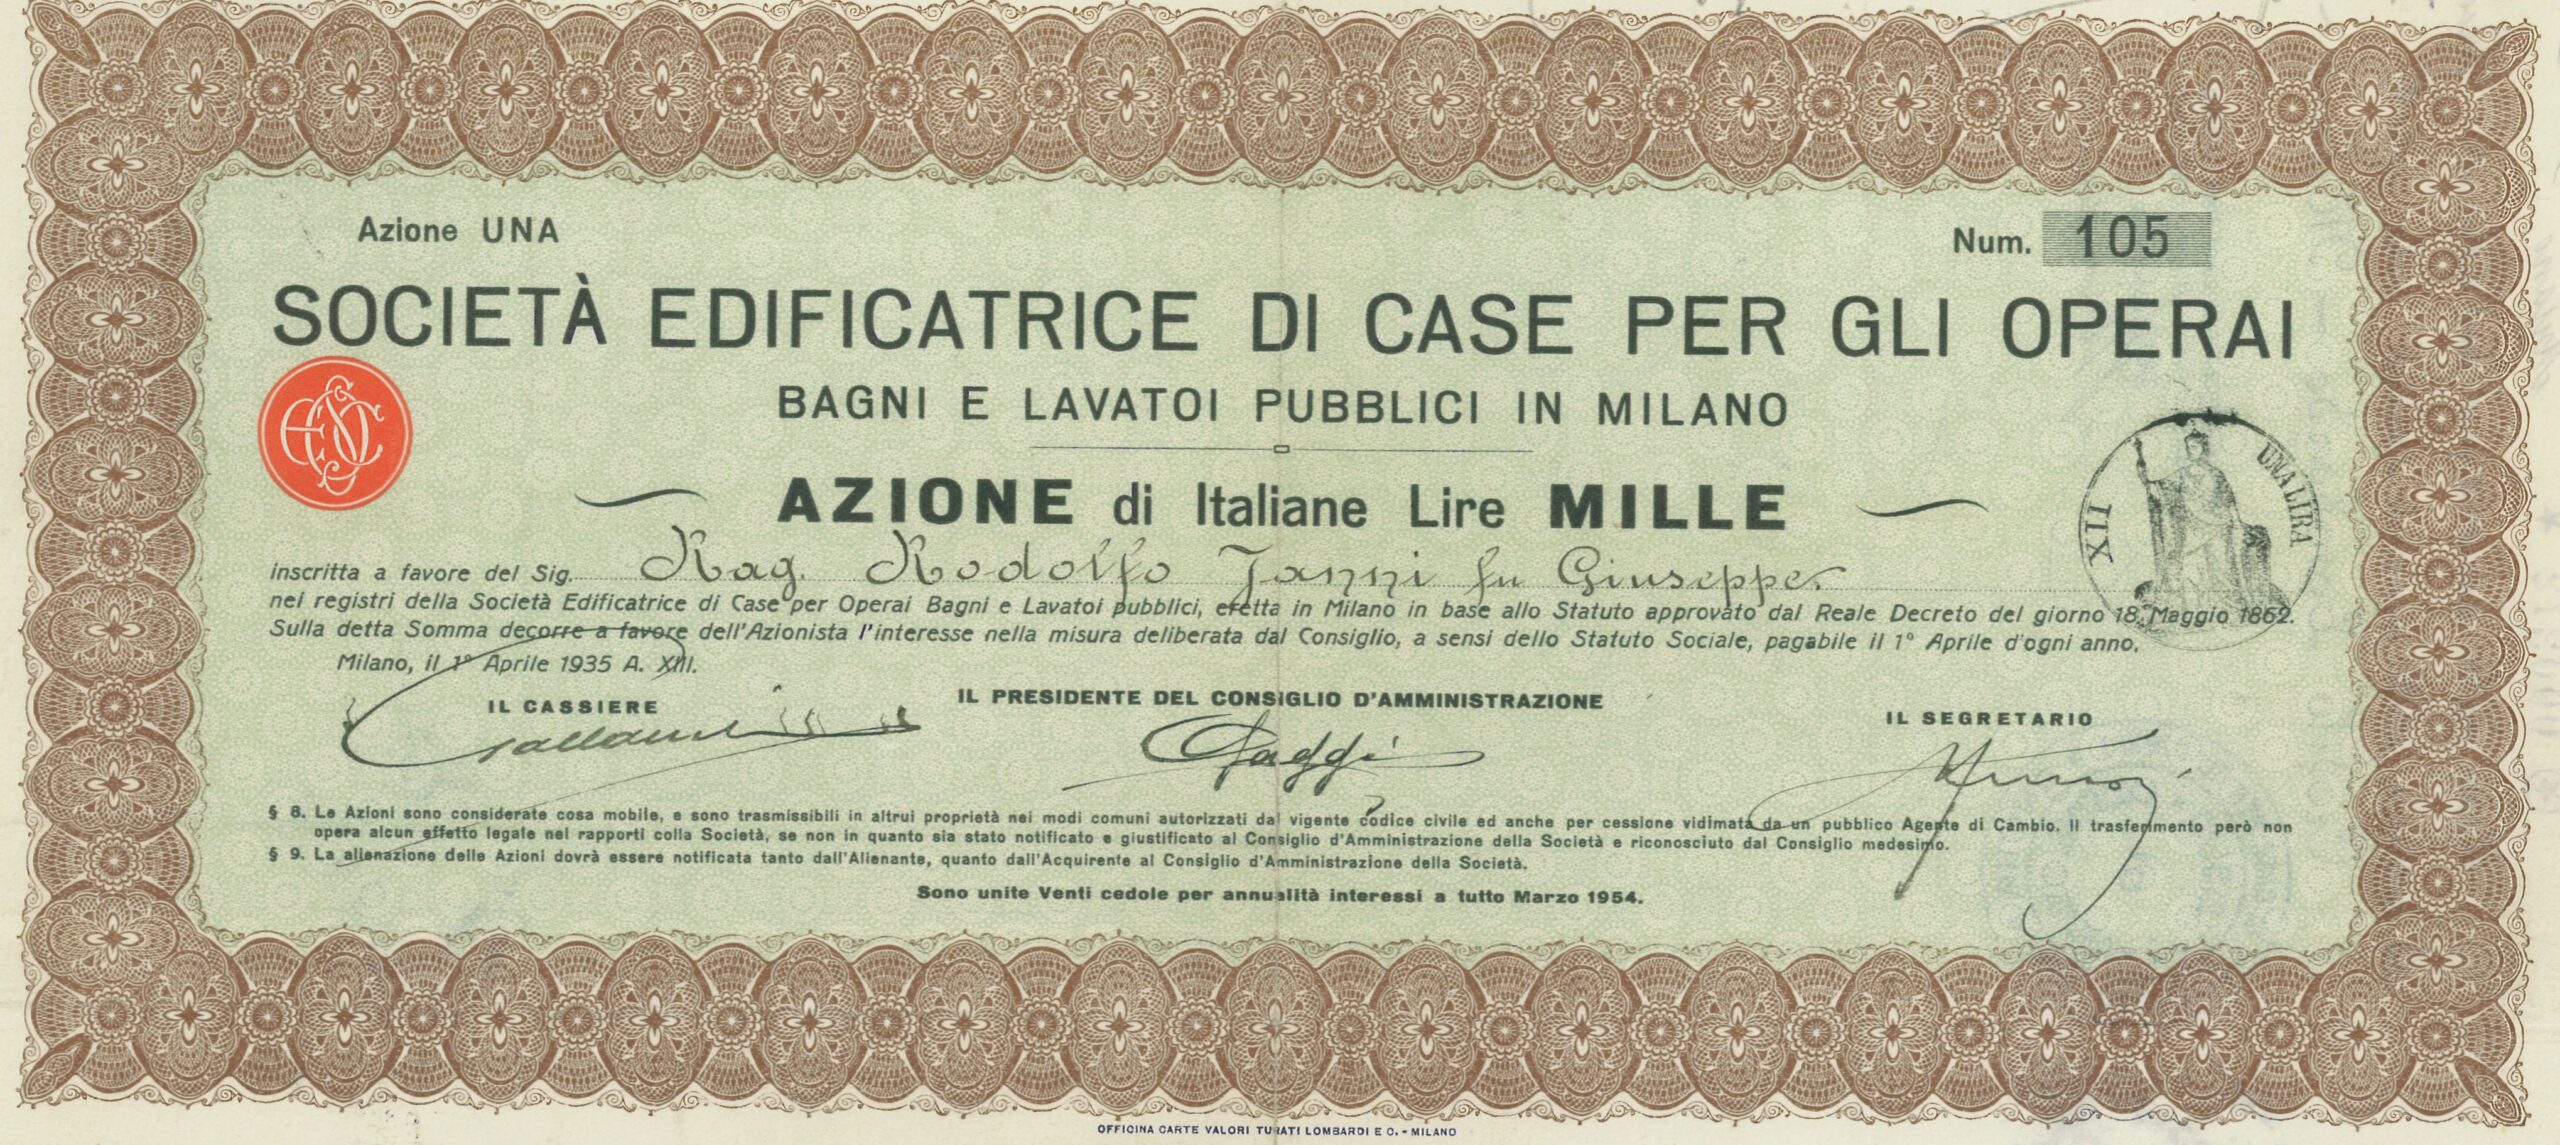 Azione UNA
Num. 105
SOCIETÀ EDIFICATRICE DI CASE PER GLI OPERAI
BAGNI E LAVATOI PUBBLICI IN MILANO
AZIONE di Italiane Lire MILLE
XII
UNA LIRA
inscritta a favore del Sig. Rag. Rodolfo Janni fu Giuseppe.
nei registri della Società Edificatrice di Case per Operai Bagni e Lavatoi pubblici, eretta in Milano in base allo Statuto approvato dal Reale Decreto del giorno 18 Maggio 1862.
Sulla detta Somma decorre a favore dell'Azionista l'interesse nella misura deliberata dal Consiglio, a sensi dello Statuto Sociale, pagabile il 1° Aprile d'ogni anno.
Milano, il 1° Aprile 1935 A. XIII.
IL CASSIERE
IL PRESIDENTE DEL CONSIGLIO D'AMMINISTRAZIONE
IL SEGRETARIO
§ 8. Le Azioni sono considerate cosa mobile, e sono trasmissibili in altrui proprietà nei modi comuni autorizzati dal vigente codice civile ed anche per cessione vidimata da un pubblico Agente di Cambio. Il trasferimento però non
opera alcun effetto legale nei rapporti colla Società, se non in quanto sia stato notificato e giustificato al Consiglio d'Amministrazione della Società e riconosciuto dal Consiglio medesimo.
§ 9. La alienazione delle Azioni dovrà essere notificata tanto dall'Alienante, quanto dall'Acquirente al Consiglio d'Amministrazione della Società.
Sono unite Venti cedole per annualità interessi a tutto Marzo 1954.
OFFICINA CARTE VALORI TURATI LOMBARDI E C. - MILANO